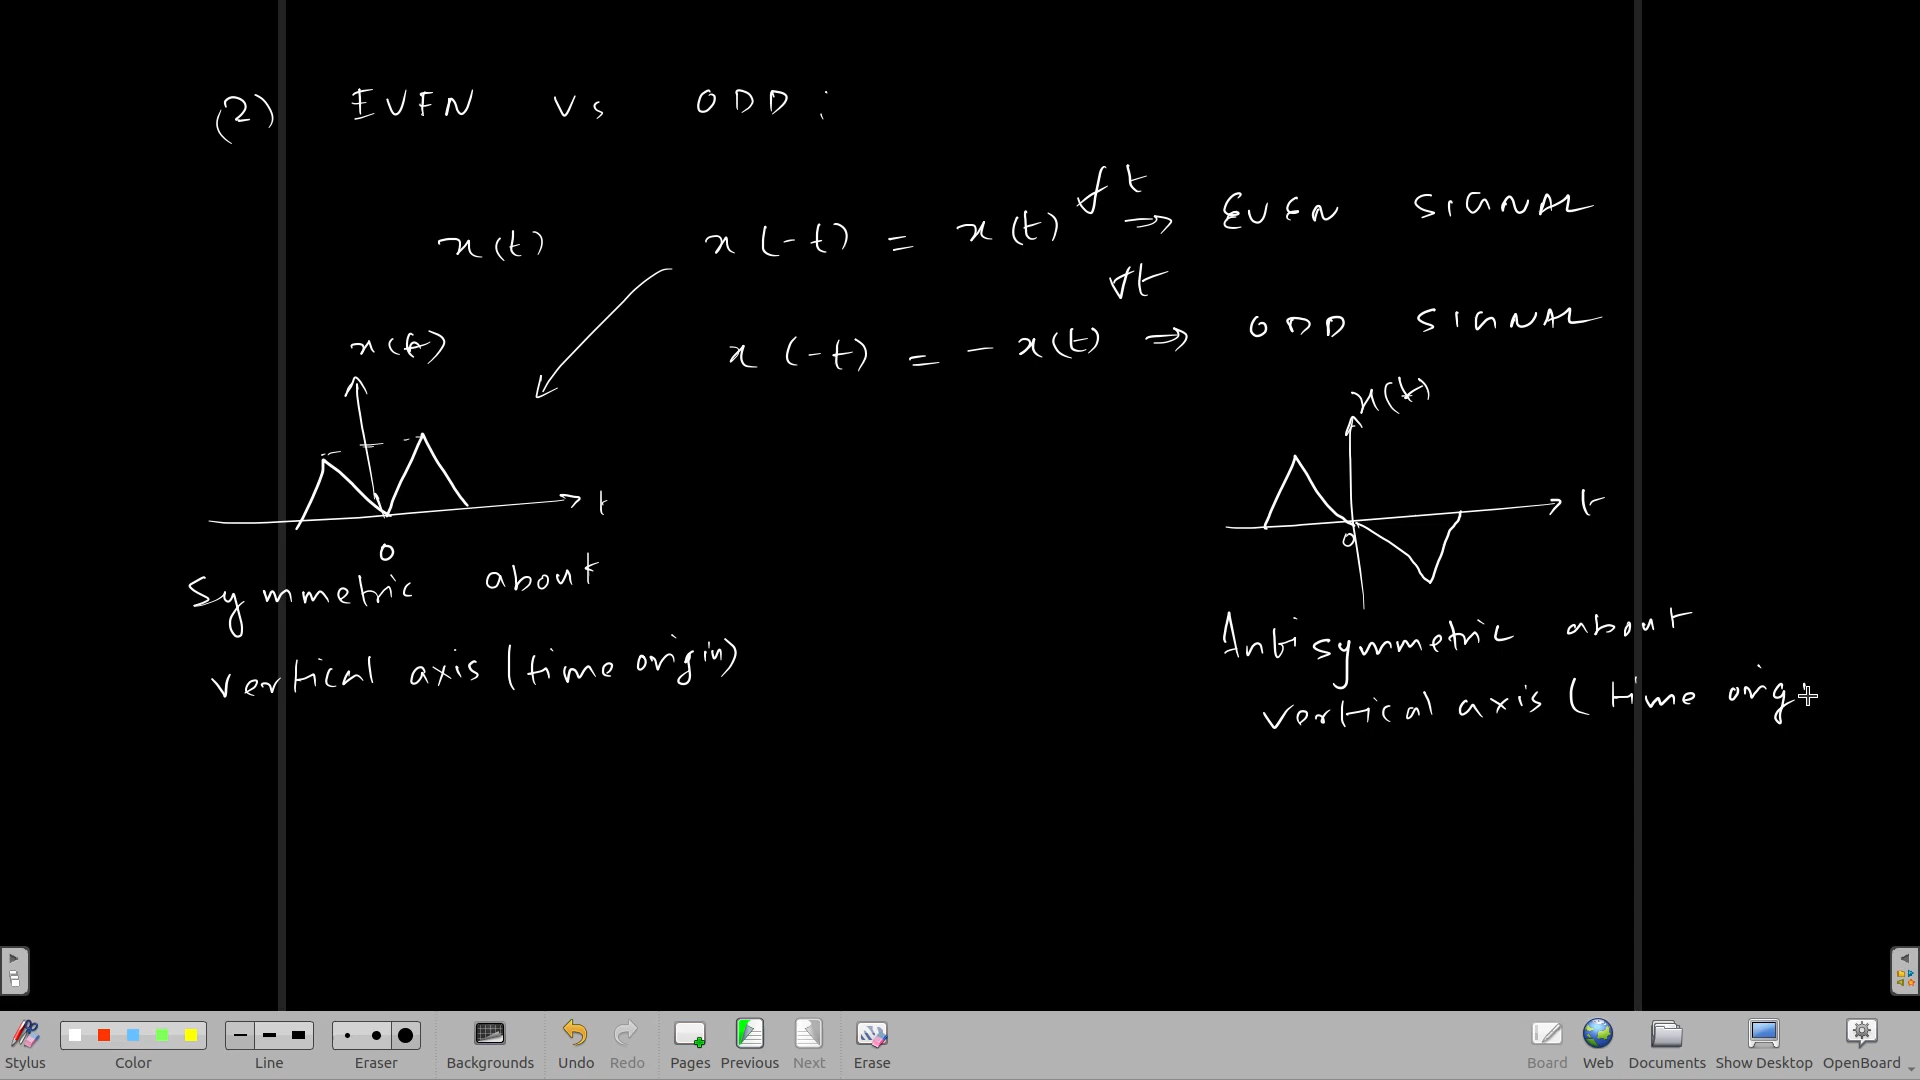 (2) EVEN Vs ODD :
x(t) x(-t) = x(t) ∀t ⇒ EVEN SIGNAL
x(-t) = - x(t) ∀t ⇒ ODD SIGNAL
x(t)
t
0
Symmetric about
vertical axis (time origin)
x(t)
t
0
Antisymmetric about
vertical axis (time orig
Stylus Color Line Eraser Backgrounds Undo Redo Pages Previous Next Erase Board Web Documents Show Desktop OpenBoard